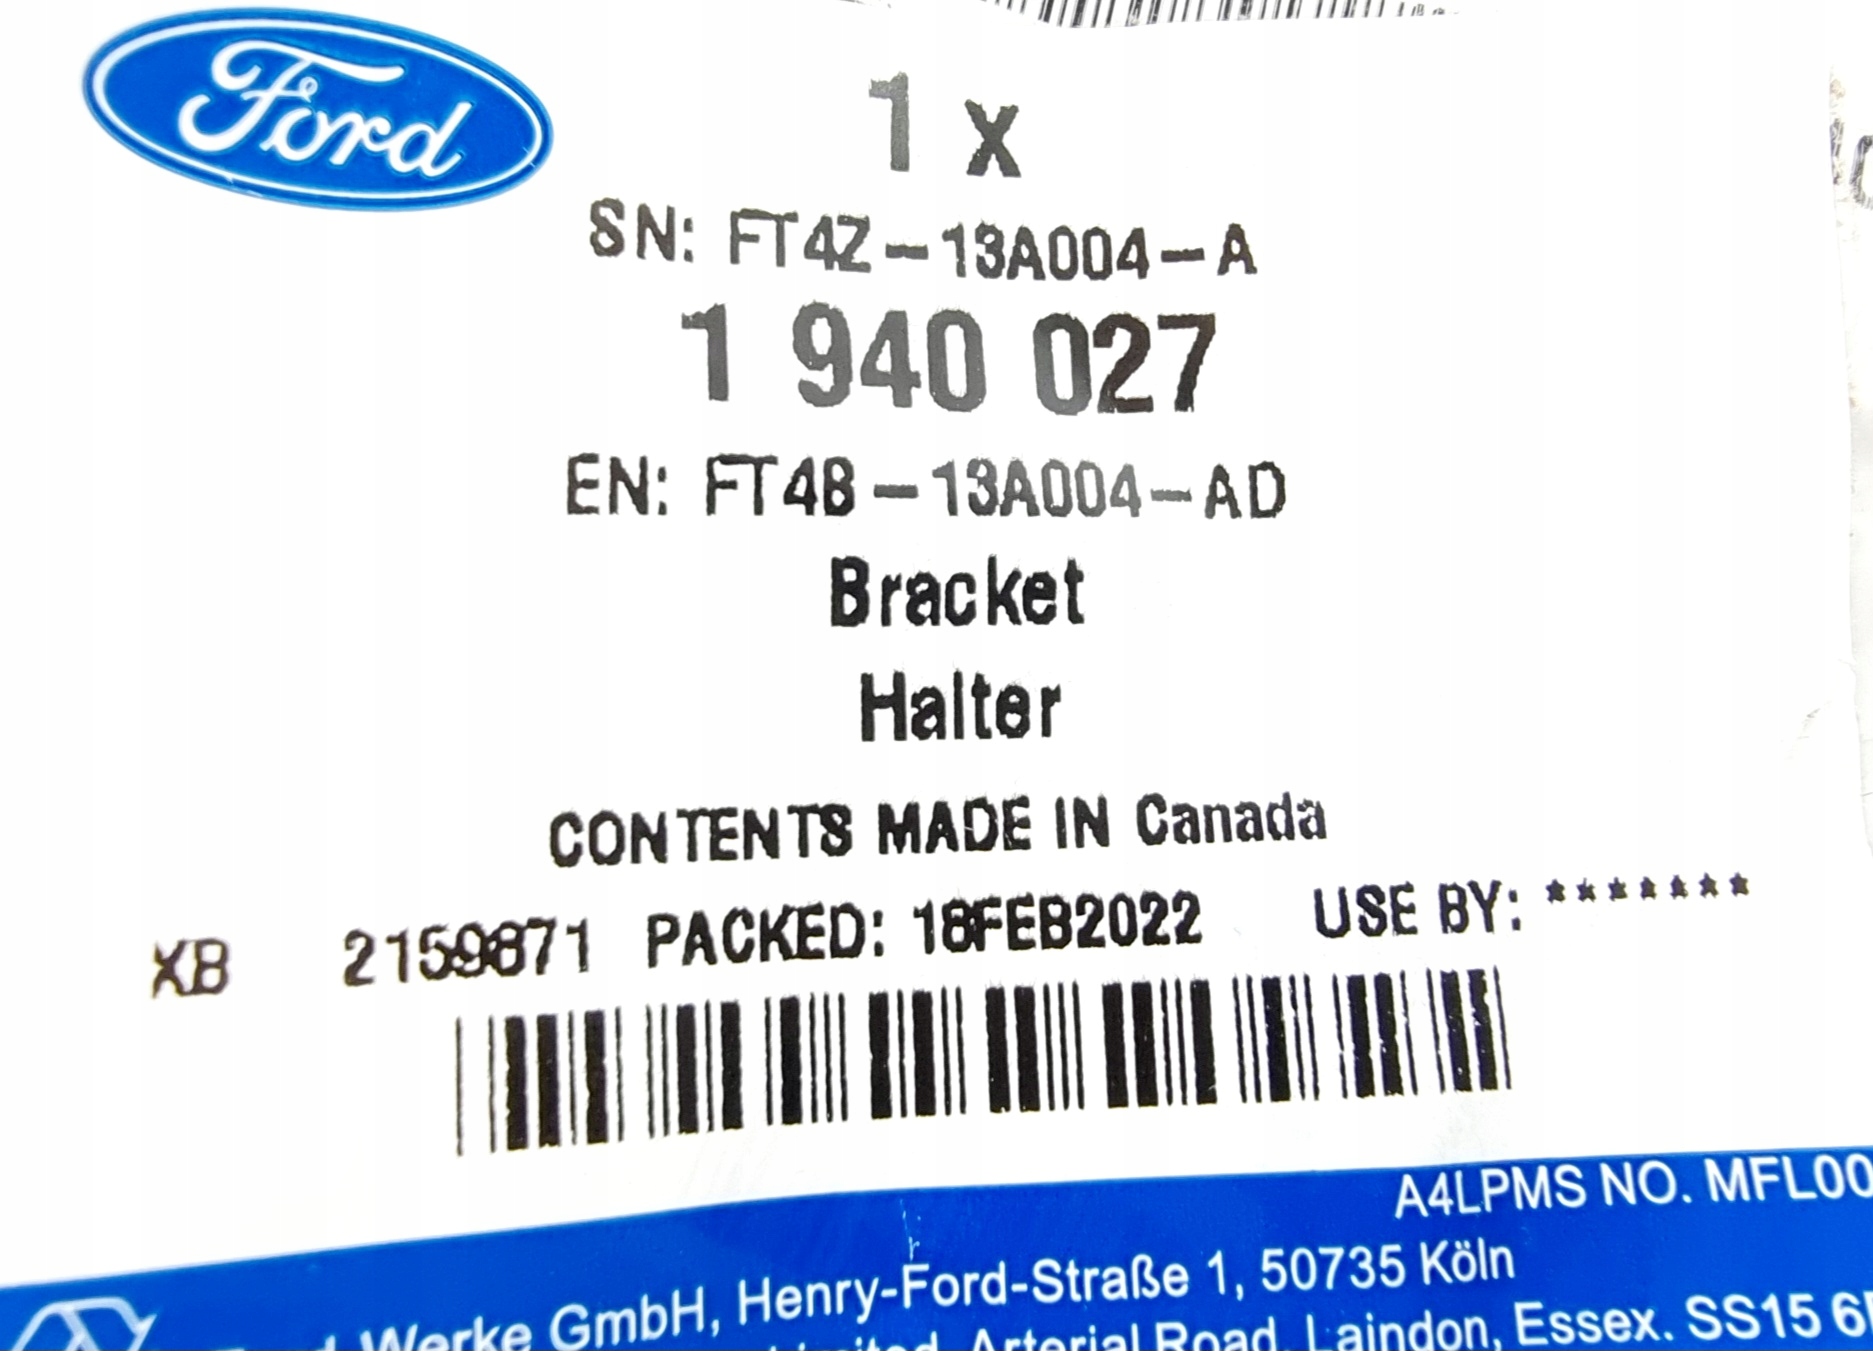 Ford
1 x
SN: FT4Z-13A004-A
1 940 027
EN: FT4B-13A004-AD
Bracket
Halter
CONTENTS MADE IN Canada
XB 2159871 PACKED: 18FEB2022 USE BY: *******
A4LPMS NO. MFL00
Werke GmbH, Henry-Ford-Straße 1, 50735 Köln
Limited, Arterial Road, Laindon, Essex. SS15 6